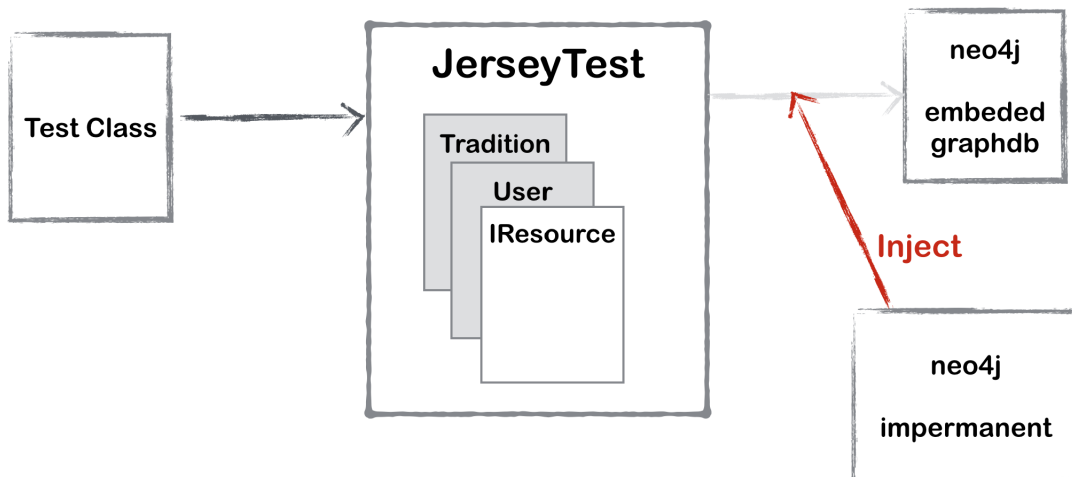 Test Class
JerseyTest
Tradition
User
IResource
neo4j
embeded
graphdb
Inject
neo4j
impermanent